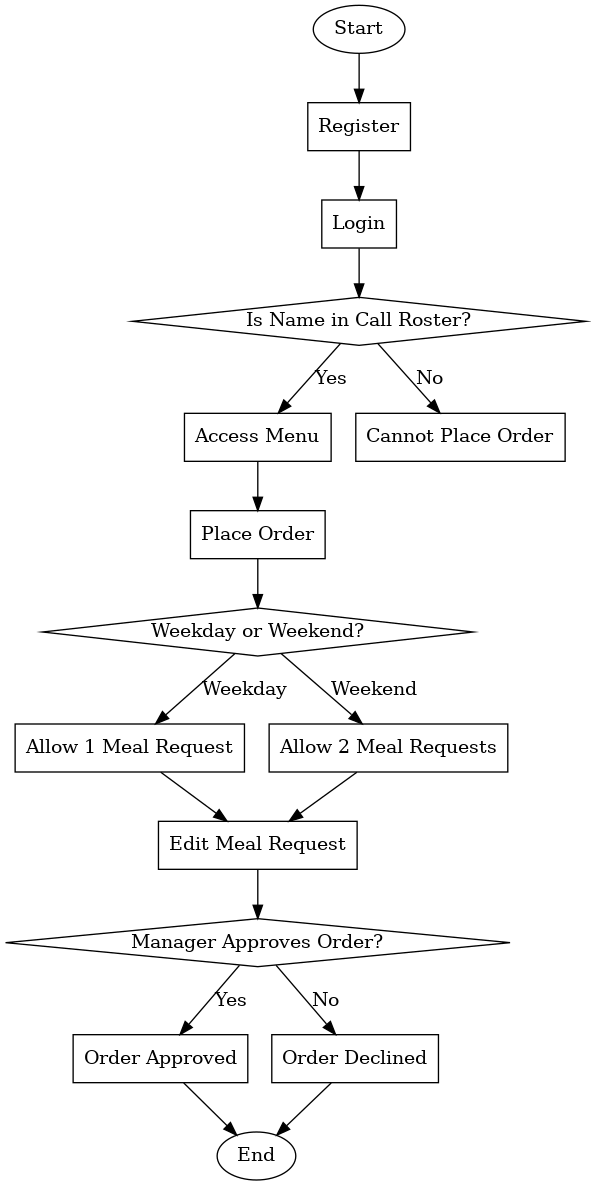 Start
Register
Login
Is Name in Call Roster?
Yes
No
Access Menu
Cannot Place Order
Place Order
Weekday or Weekend?
Weekday
Weekend
Allow 1 Meal Request
Allow 2 Meal Requests
Edit Meal Request
Manager Approves Order?
Yes
No
Order Approved
Order Declined
End